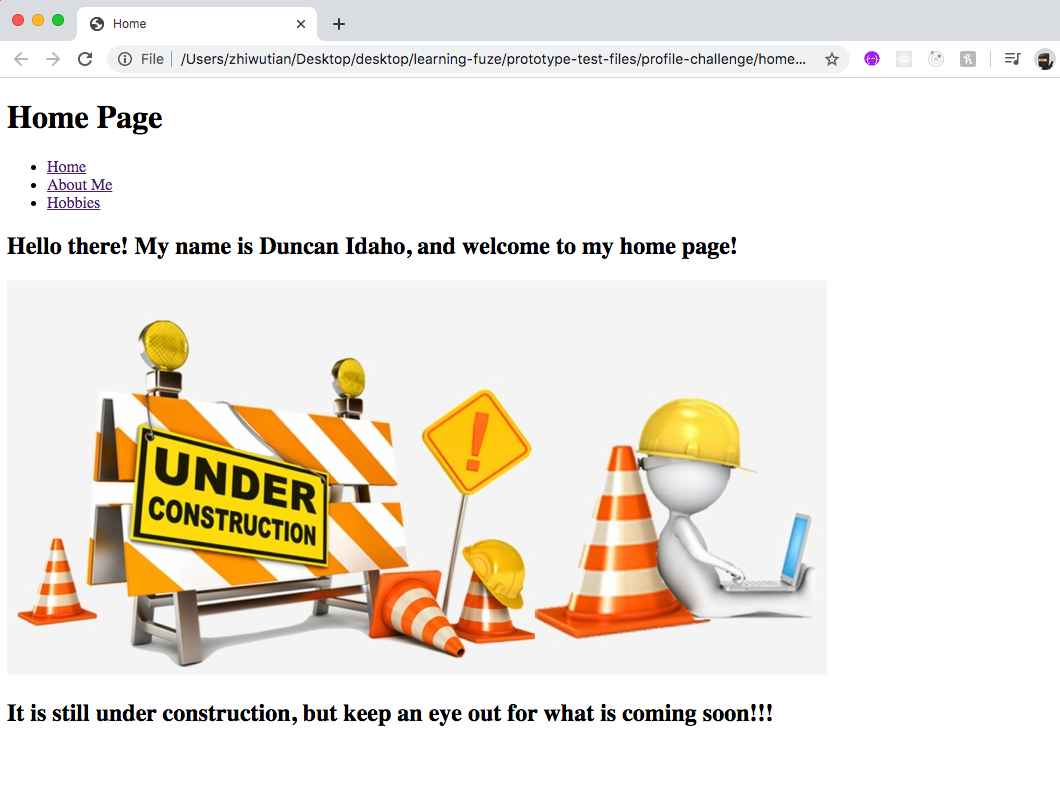 Home
File
/Users/zhiwutian/Desktop/desktop/learning-fuze/prototype-test-files/profile-challenge/home...
Home Page
Home
About Me
Hobbies
Hello there! My name is Duncan Idaho, and welcome to my home page!
UNDER
CONSTRUCTION
!
It is still under construction, but keep an eye out for what is coming soon!!!